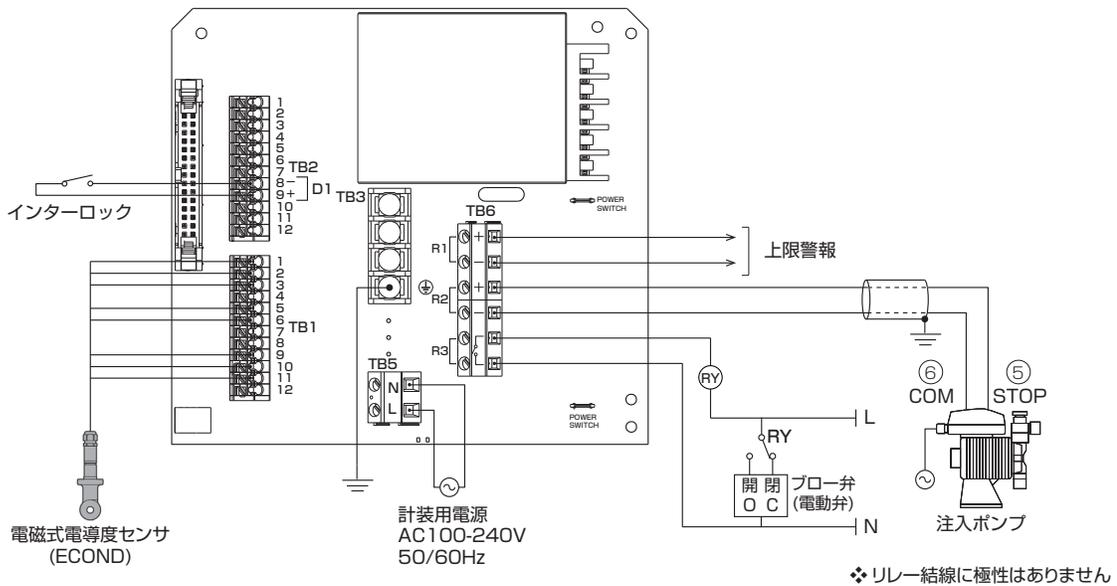 1
2
3
4
5
6
7
8 −
9 +
10
11
12
TB2
D1
インターロック
1
2
3
4
5
6
7
8
9
10
11
12
TB1
TB3
TB6
POWER
SWITCH
R1
+
−
R2
+
−
R3
上限警報
TB5
N
L
POWER
SWITCH
RY
RY
L
開 閉
O C
ブロー弁
(電動弁)
N
⑥
COM
⑤
STOP
注入ポンプ
電磁式電導度センサ
(ECOND)
計装用電源
AC100-240V
50/60Hz
❖ リレー結線に極性はありません